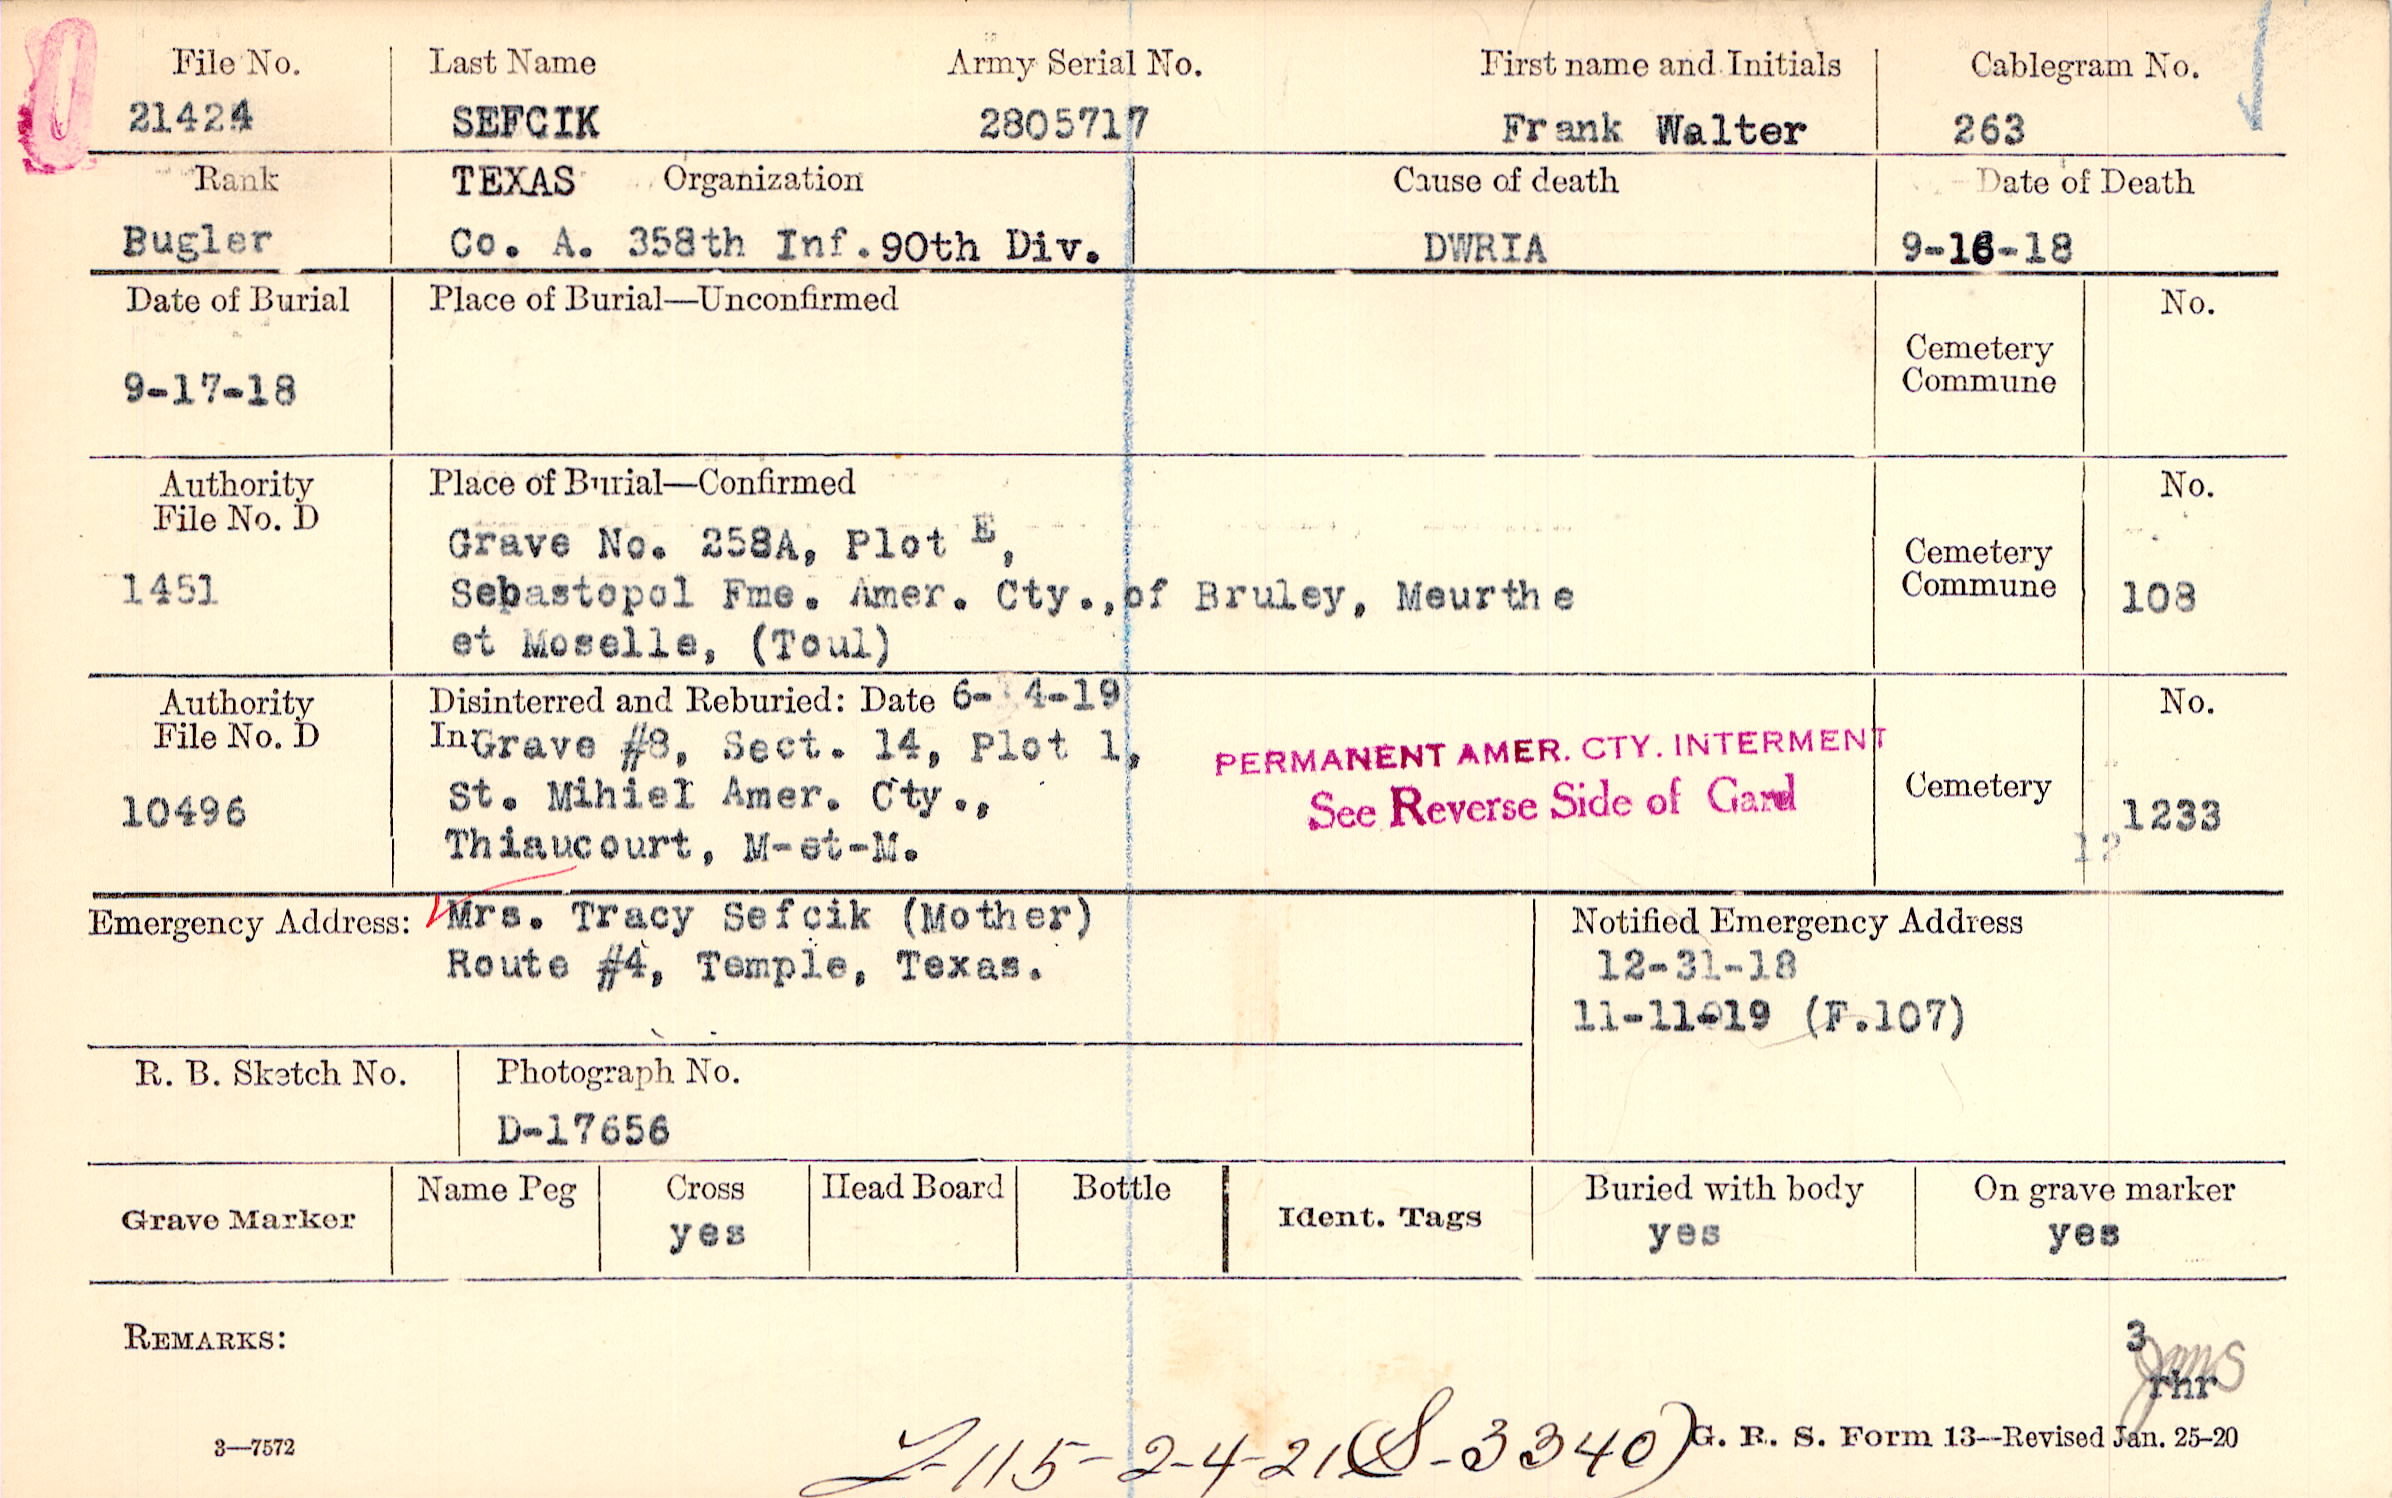 File No. Last Name Army Serial No. First name and Initials Cablegram No.
21424 SEFCIK 2805717 Frank Walter 263
Rank TEXAS Organization Cause of death Date of Death
Bugler Co. A. 358th Inf. 90th Div. DWRIA 9-16-18
Date of Burial Place of Burial—Unconfirmed No.
Cemetery
Commune
9-17-18
Authority Place of Burial—Confirmed No.
File No. D
Grave No. 258A, Plot E,
Cemetery
1451 Sebastopol Fme. Amer. Cty., of Bruley, Meurthe Commune 108
et Moselle, (Toul)
Authority Disinterred and Reburied: Date 6- 4-19 No.
File No. D In Grave #8, Sect. 14, Plot 1,
PERMANENT AMER. CTY. INTERMENT
10496 St. Mihiel Amer. Cty., See Reverse Side of Card Cemetery 1233
Thiaucourt, M-et-M. 12
Emergency Address: Mrs. Tracy Sefcik (Mother) Notified Emergency Address
Route #4, Temple, Texas. 12-31-18
11-11-19 (F.107)
R. B. Sketch No. Photograph No.
D-17656
Grave Marker Name Peg Cross Head Board Bottle Ident. Tags Buried with body On grave marker
yes yes yes
REMARKS:
3
rhr
3—7572 G. R. S. Form 13—Revised Jan. 25-20
L-115-2-4-21(S-3340)